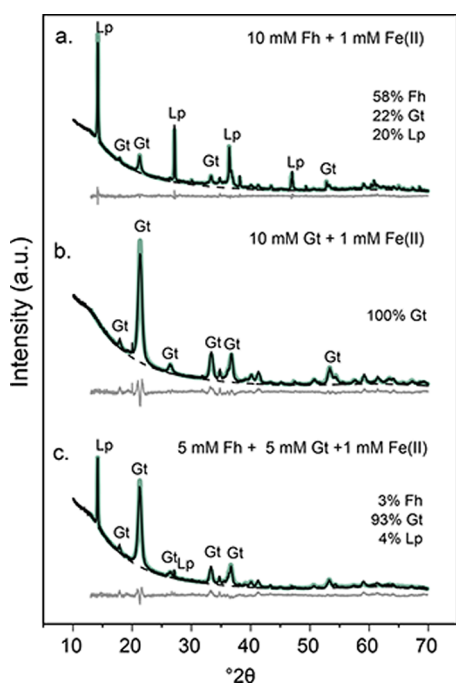 a.
Lp
10 mM Fh + 1 mM Fe(II)
58% Fh
22% Gt
20% Lp
Gt
Gt
Lp
Lp
Gt
Lp
Gt
b.
Gt
10 mM Gt + 1 mM Fe(II)
100% Gt
Gt
Gt
Gt
Gt
Gt
c.
Lp
5 mM Fh + 5 mM Gt +1 mM Fe(II)
3% Fh
93% Gt
4% Lp
Gt
Gt
Gt
Lp
Gt
Gt
Intensity (a.u.)
10 20 30 40 50 60 70
°2θ